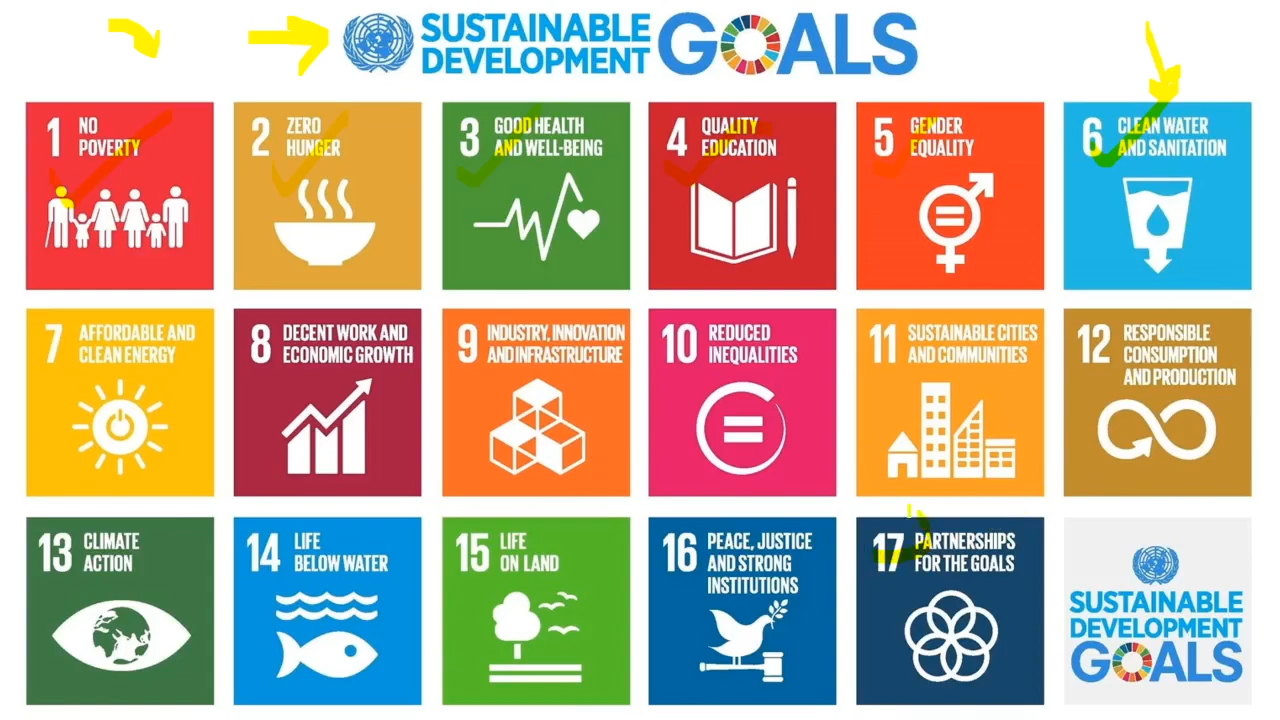 SUSTAINABLE
DEVELOPMENT
GOALS
1 NO
POVERTY
2 ZERO
HUNGER
3 GOOD HEALTH
AND WELL-BEING
4 QUALITY
EDUCATION
5 GENDER
EQUALITY
6 CLEAN WATER
AND SANITATION
7 AFFORDABLE AND
CLEAN ENERGY
8 DECENT WORK AND
ECONOMIC GROWTH
9 INDUSTRY, INNOVATION
AND INFRASTRUCTURE
10 REDUCED
INEQUALITIES
11 SUSTAINABLE CITIES
AND COMMUNITIES
12 RESPONSIBLE
CONSUMPTION
AND PRODUCTION
13 CLIMATE
ACTION
14 LIFE
BELOW WATER
15 LIFE
ON LAND
16 PEACE, JUSTICE
AND STRONG
INSTITUTIONS
17 PARTNERSHIPS
FOR THE GOALS
SUSTAINABLE
DEVELOPMENT
GOALS